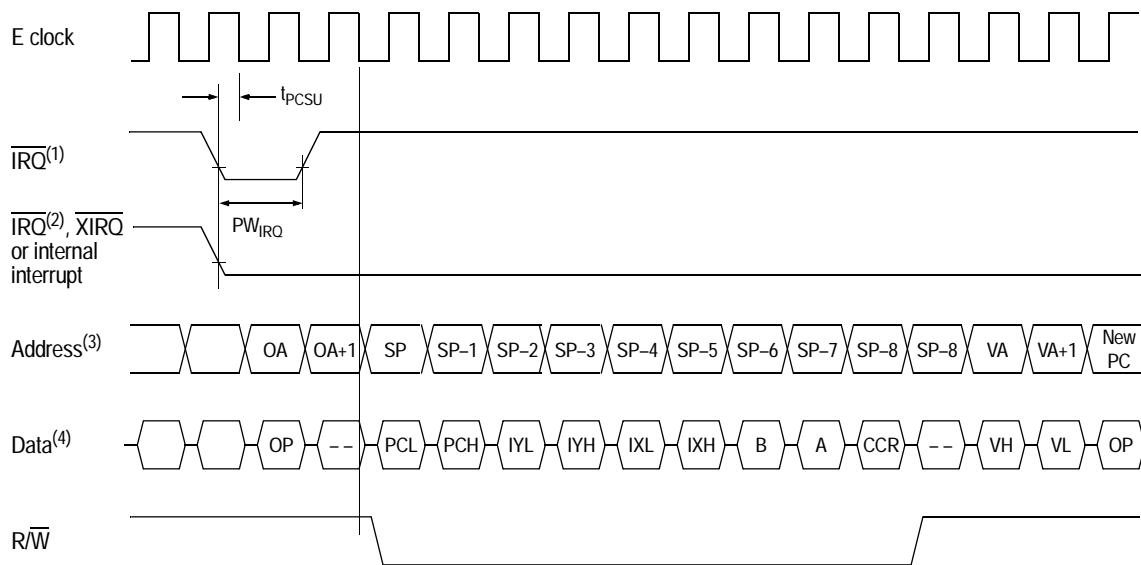 E clock
tPCSU
IRQ(1)
PWIRQ
IRQ(2), XIRQ
or internal
interrupt
Address(3)
OA OA+1 SP SP–1 SP–2 SP–3 SP–4 SP–5 SP–6 SP–7 SP–8 SP–8 VA VA+1 New PC
Data(4)
OP – – PCL PCH IYL IYH IXL IXH B A CCR – – VH VL OP
R/W